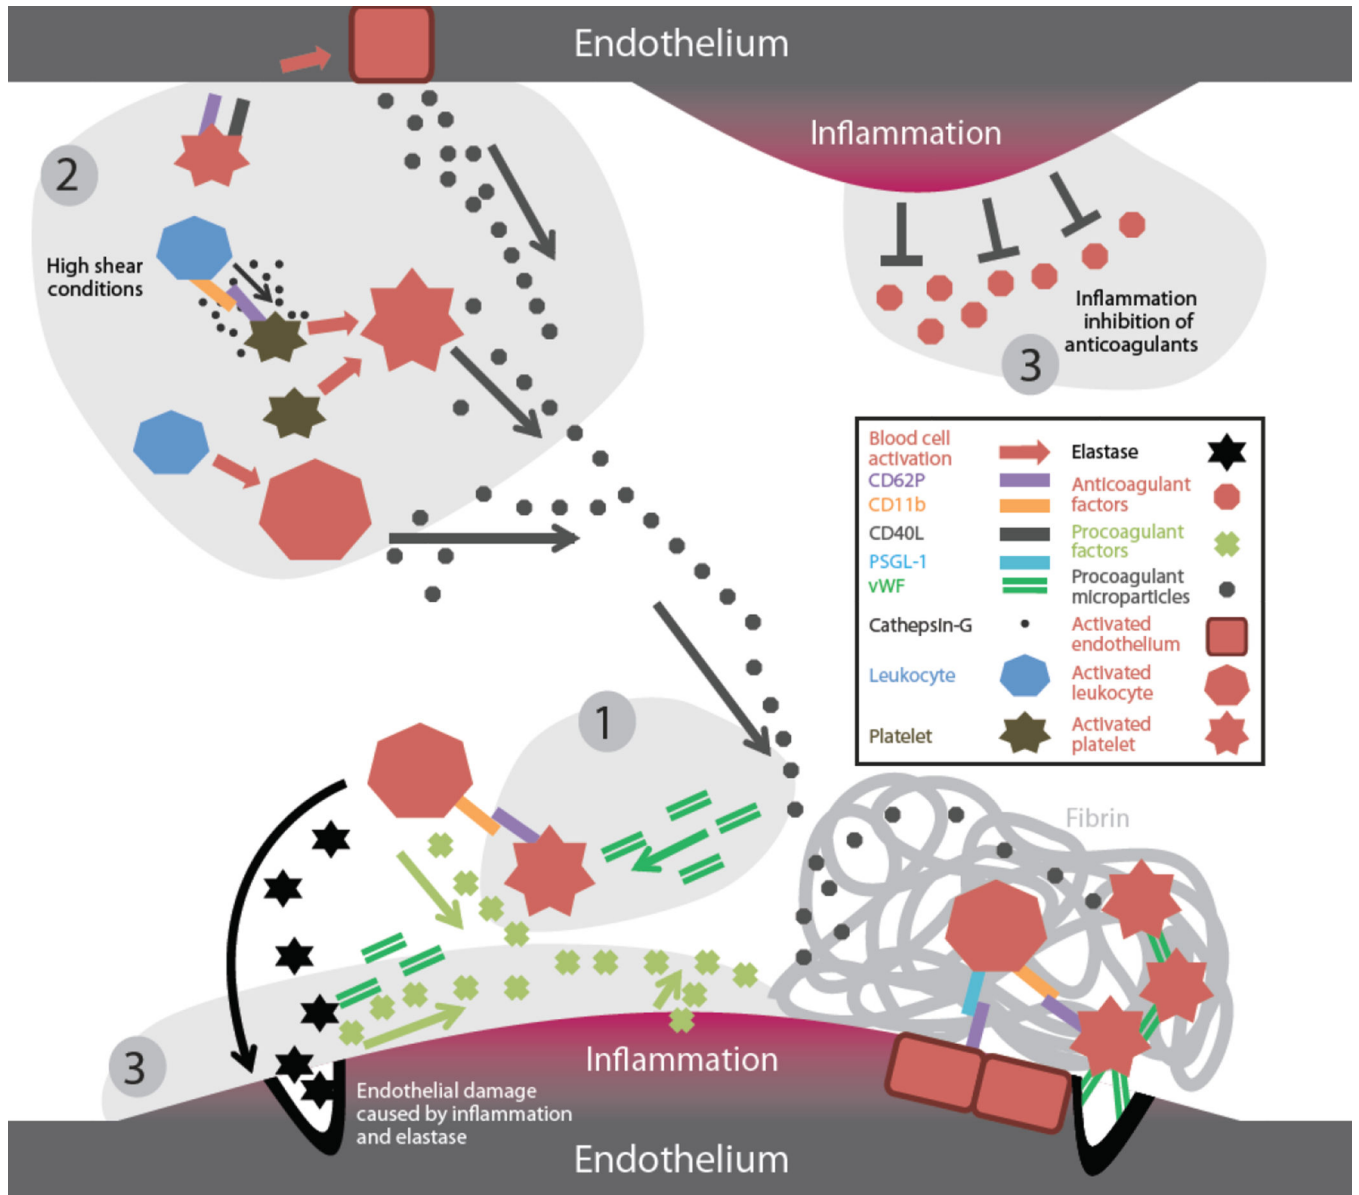 Endothelium
Inflammation
2
High shear
conditions
Inflammation
inhibition of
anticoagulants
3
Blood cell
activation
CD62P
CD11b
CD40L
PSGL-1
vWF
Cathepsin-G
Leukocyte
Platelet
Elastase
Anticoagulant
factors
Procoagulant
factors
Procoagulant
microparticles
Activated
endothelium
Activated
leukocyte
Activated
platelet
1
Fibrin
3
Inflammation
Endothelial damage
caused by inflammation
and elastase
Endothelium